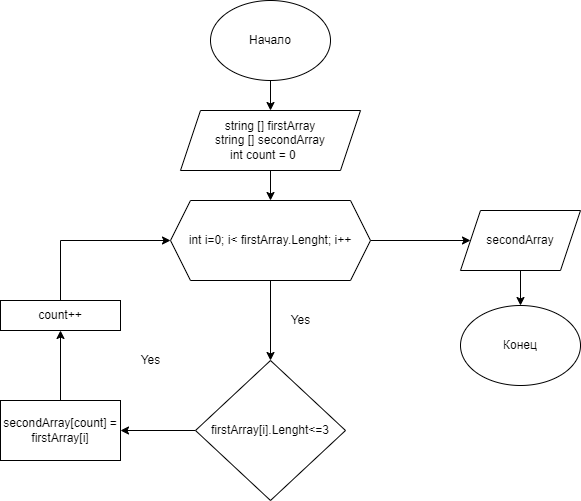 Начало
string [] firstArray
string [] secondArray
int count = 0
int i=0; i< firstArray.Lenght; i++
secondArray
count++
Yes
Конец
Yes
secondArray[count] =
firstArray[i]
firstArray[i].Lenght<=3